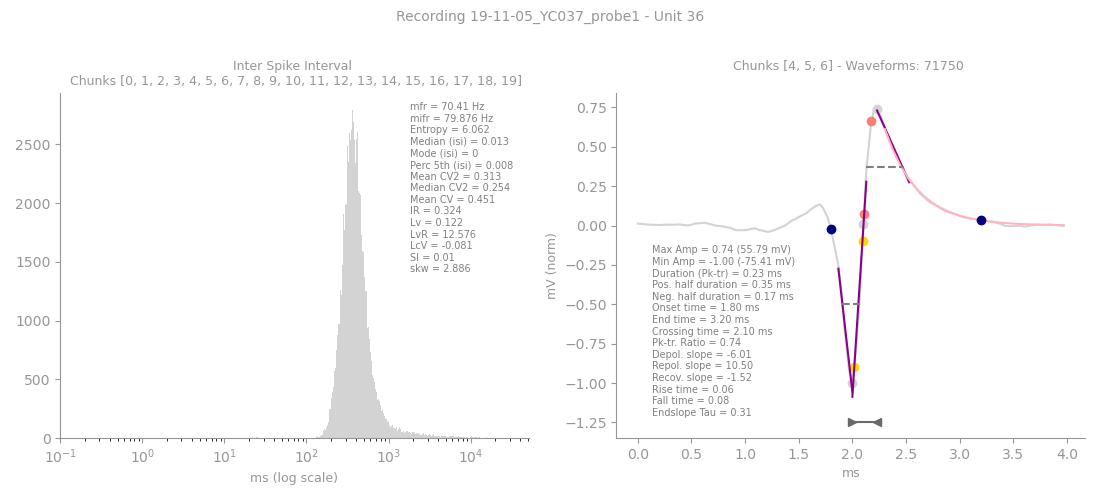 Recording 19-11-05_YC037_probe1 - Unit 36
Inter Spike Interval
Chunks [0, 1, 2, 3, 4, 5, 6, 7, 8, 9, 10, 11, 12, 13, 14, 15, 16, 17, 18, 19]
mfr = 70.41 Hz
mifr = 79.876 Hz
Entropy = 6.062
Median (isi) = 0.013
Mode (isi) = 0
Perc 5th (isi) = 0.008
Mean CV2 = 0.313
Median CV2 = 0.254
Mean CV = 0.451
IR = 0.324
Lv = 0.122
LvR = 12.576
LcV = -0.081
SI = 0.01
skw = 2.886
2500
2000
1500
1000
500
0
10⁻¹ 10⁰ 10¹ 10² 10³ 10⁴
ms (log scale)
Chunks [4, 5, 6] - Waveforms: 71750
mV (norm)
0.75
0.50
0.25
0.00
−0.25
−0.50
−0.75
−1.00
−1.25
Max Amp = 0.74 (55.79 mV)
Min Amp = -1.00 (-75.41 mV)
Duration (Pk-tr) = 0.23 ms
Pos. half duration = 0.35 ms
Neg. half duration = 0.17 ms
Onset time = 1.80 ms
End time = 3.20 ms
Crossing time = 2.10 ms
Pk-tr. Ratio = 0.74
Depol. slope = -6.01
Repol. slope = 10.50
Recov. slope = -1.52
Rise time = 0.06
Fall time = 0.08
Endslope Tau = 0.31
0.0 0.5 1.0 1.5 2.0 2.5 3.0 3.5 4.0
ms